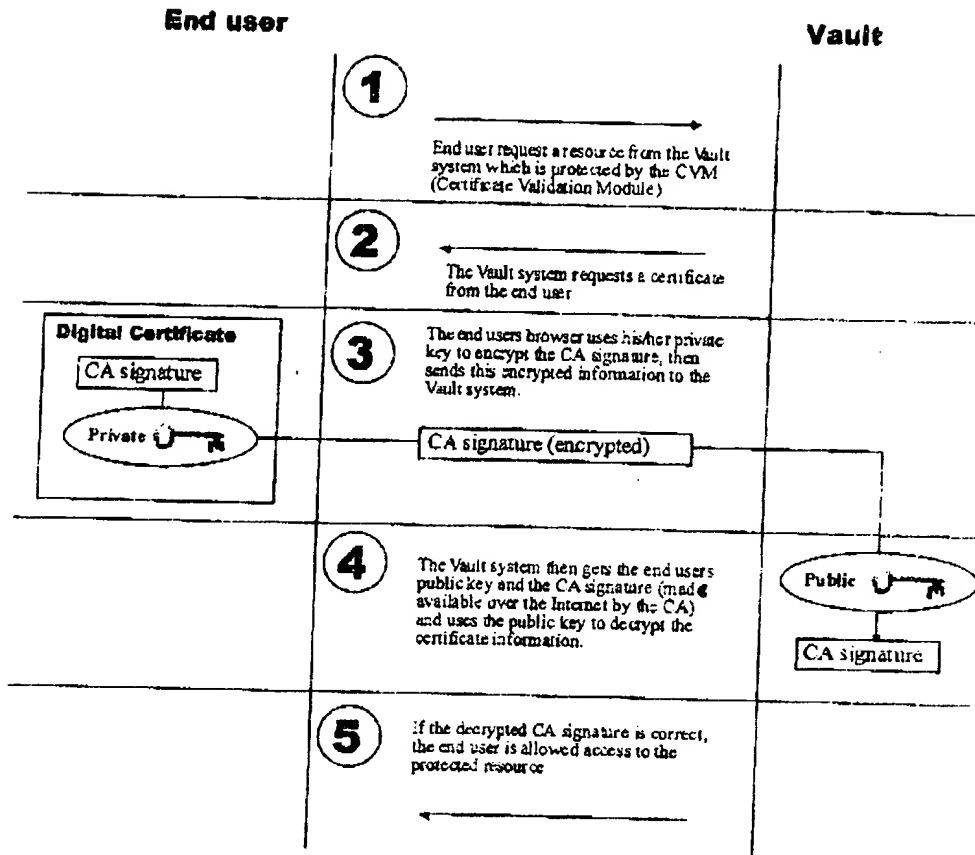 End user
Vault
1
End user request a resource from the Vault
system which is protected by the CVM
(Certificate Validation Module)
2
The Vault system requests a certificate
from the end user
Digital Certificate
CA signature
Private
3
The end users browser uses his/her private
key to encrypt the CA signature, then
sends this encrypted information to the
Vault system.
CA signature (encrypted)
4
The Vault system then gets the end users
public key and the CA signature (made
available over the Internet by the CA)
and uses the public key to decrypt the
certificate information.
Public
CA signature
5
If the decrypted CA signature is correct,
the end user is allowed access to the
protected resource